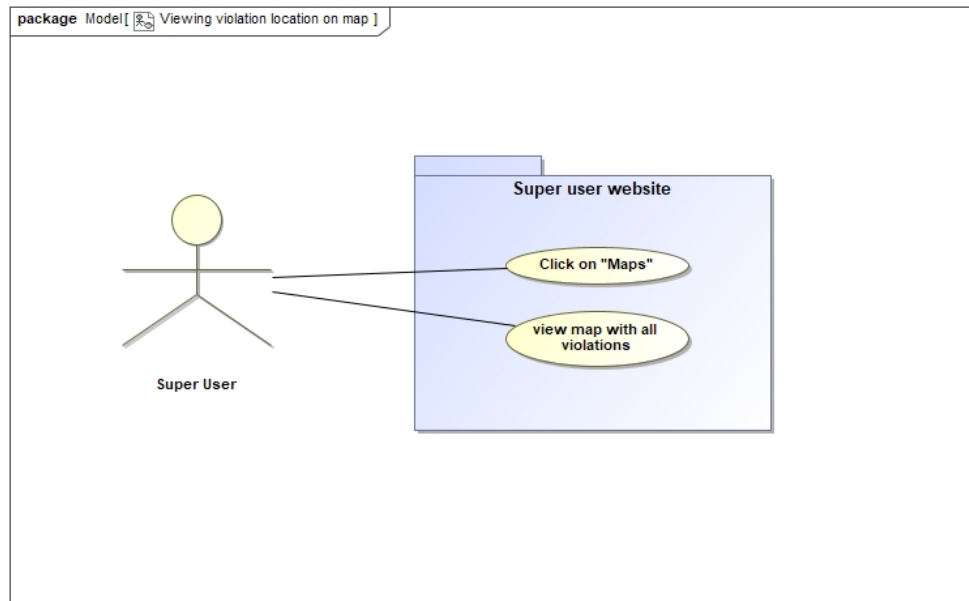 package Model[ Viewing violation location on map ]
Super user website
Click on "Maps"
view map with all
violations
Super User